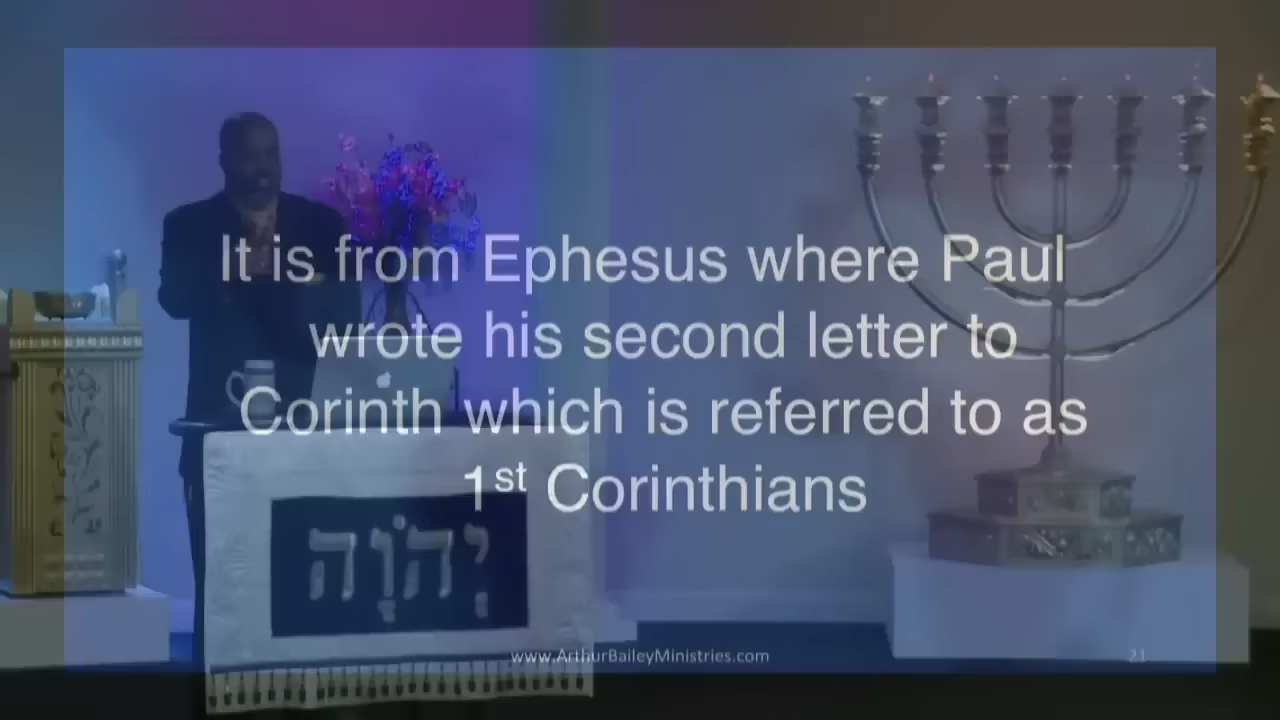 It is from Ephesus where Paul
wrote his second letter to
Corinth which is referred to as
1st Corinthians
יְהֹוָה
www.ArthurBaileyMinistries.com
21